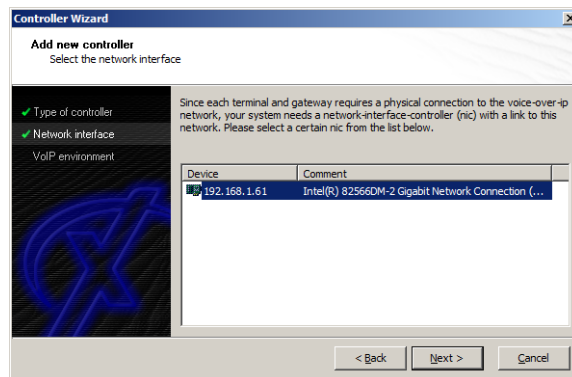 Controller Wizard
Add new controller
Select the network interface
Type of controller
Network interface
VoIP environment
Since each terminal and gateway requires a physical connection to the voice-over-ip
network, your system needs a network-interface-controller (nic) with a link to this
network. Please select a certain nic from the list below.
Device Comment
192.168.1.61 Intel(R) 82566DM-2 Gigabit Network Connection (...
< Back Next > Cancel